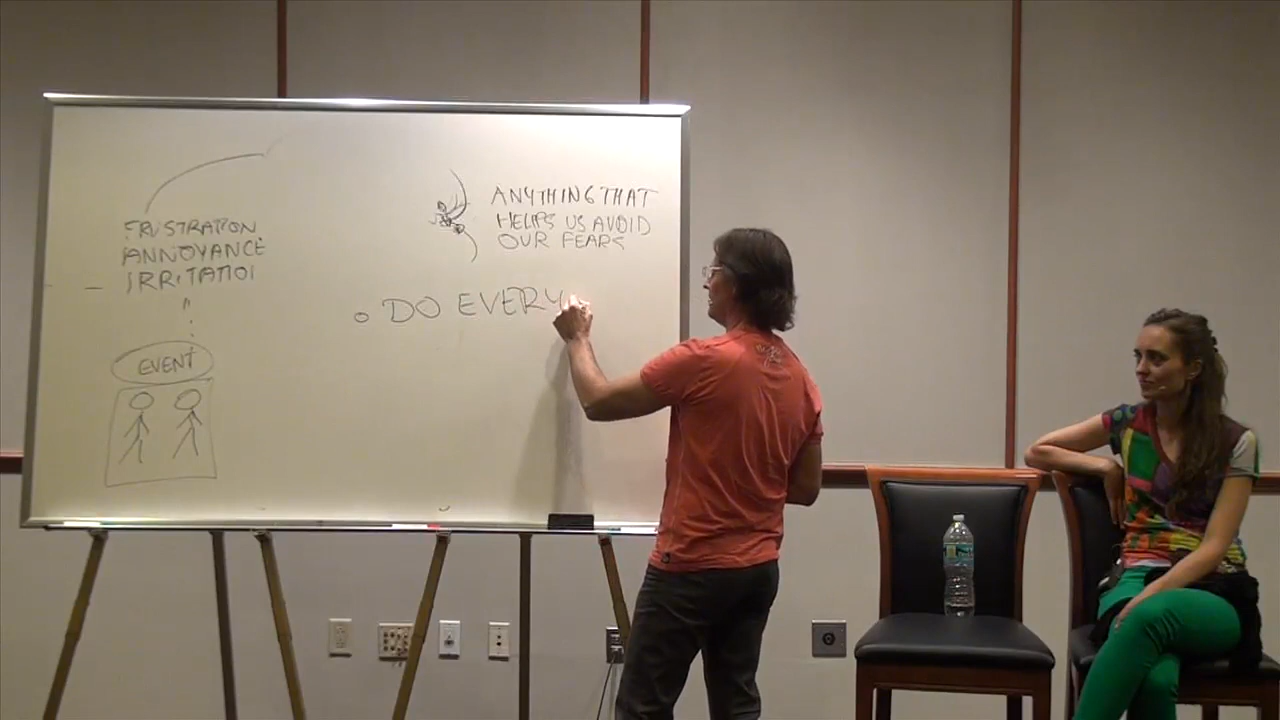 ANYTHING THAT
HELPS US AVOID
OUR FEARS
FRUSTRATION
ANNOYANCE
IRRITATION
DO EVERY
EVENT